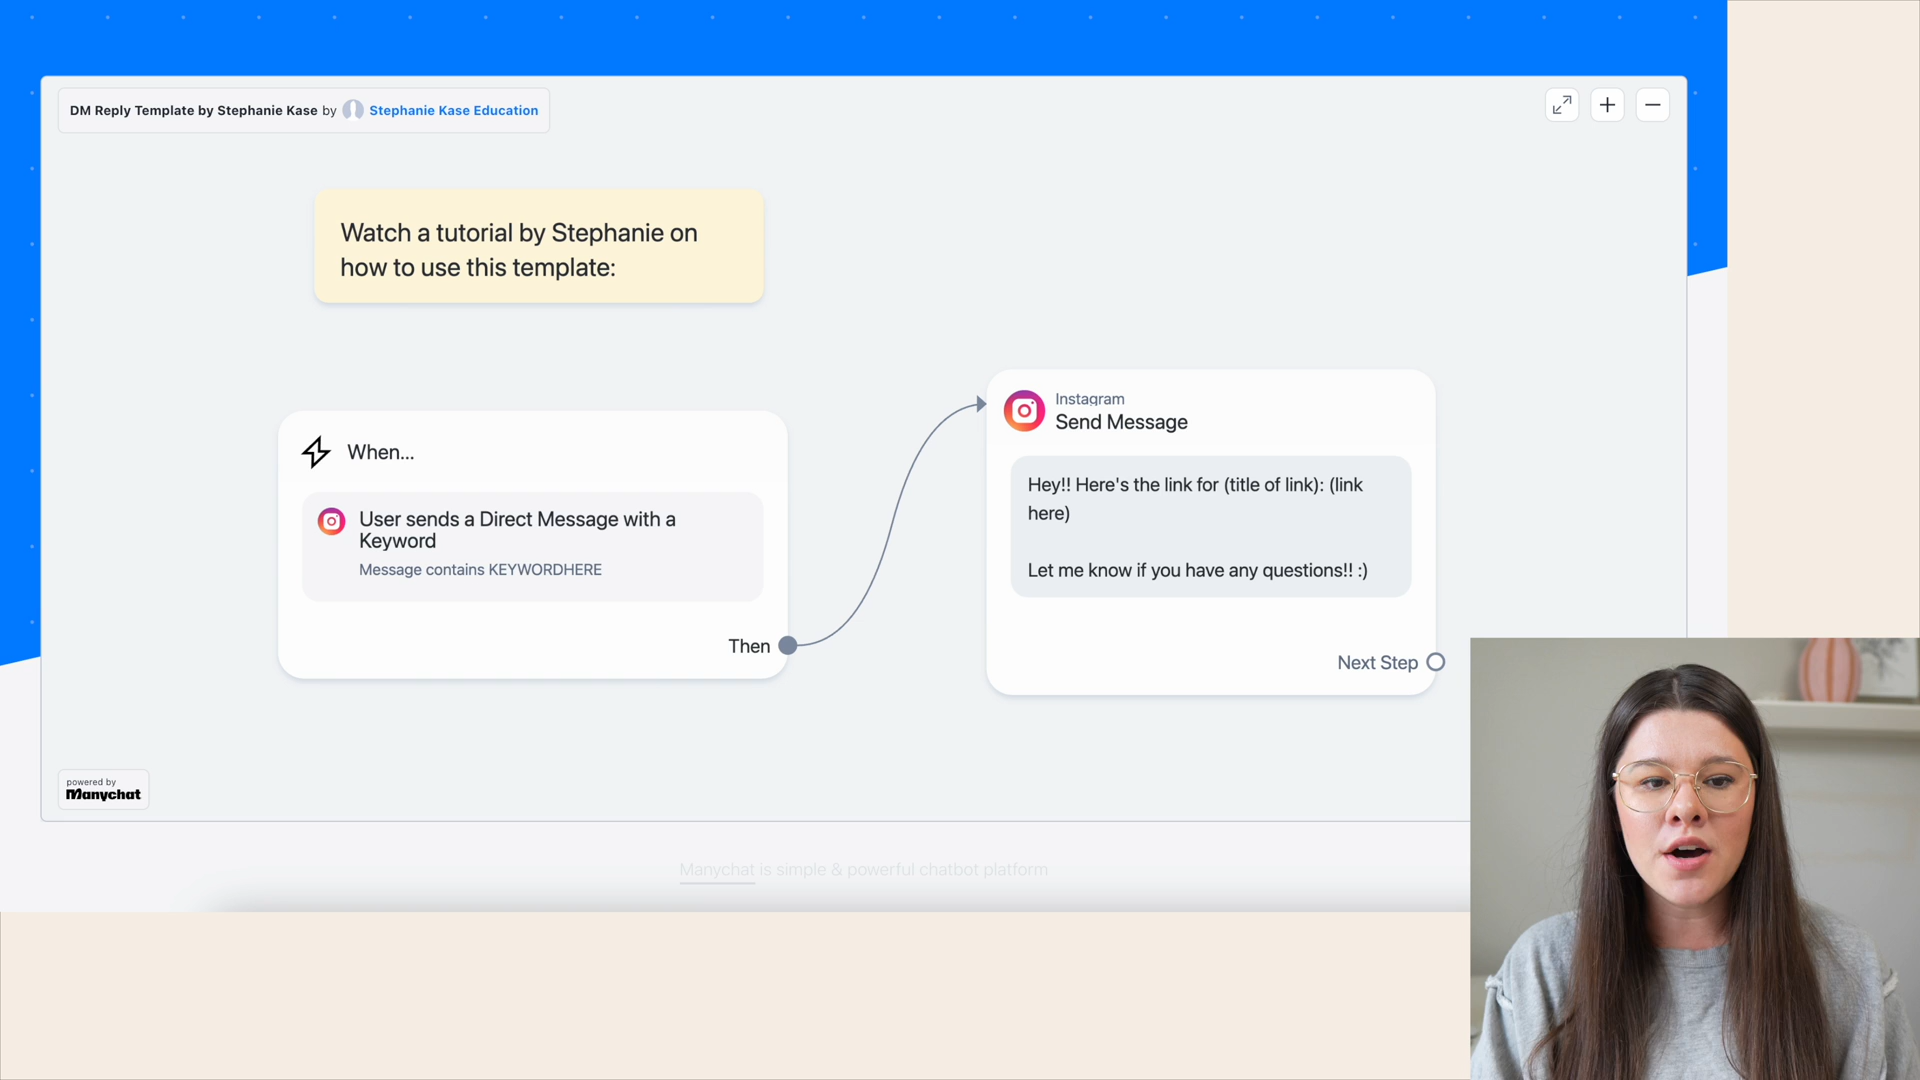 DM Reply Template by Stephanie Kase by Stephanie Kase Education
Watch a tutorial by Stephanie on
how to use this template:
When...
User sends a Direct Message with a
Keyword
Message contains KEYWORDHERE
Then
Instagram
Send Message
Hey!! Here's the link for (title of link): (link
here)
Let me know if you have any questions!! :)
Next Step
powered by
Manychat
Manychat is simple & powerful chatbot platform